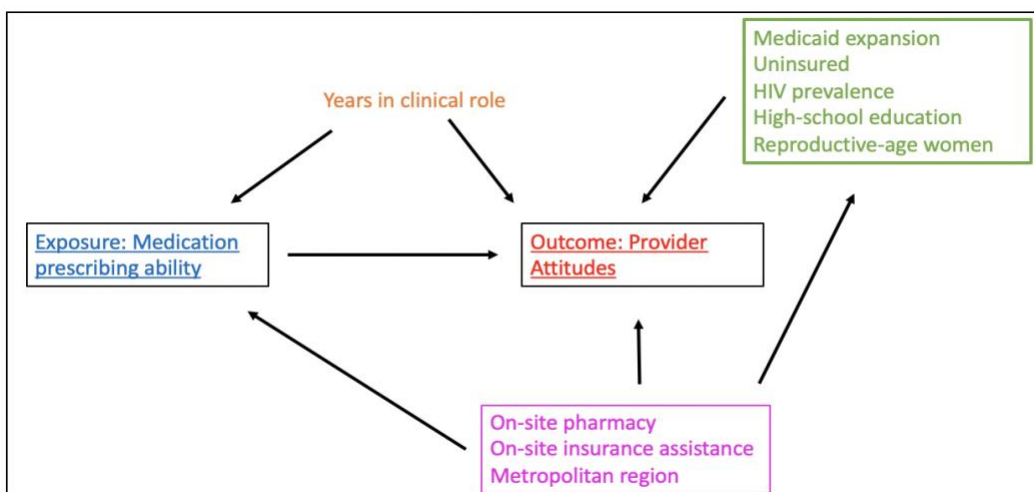 Medicaid expansion
Uninsured
HIV prevalence
High-school education
Reproductive-age women
Years in clinical role
Exposure: Medication
prescribing ability
Outcome: Provider
Attitudes
On-site pharmacy
On-site insurance assistance
Metropolitan region